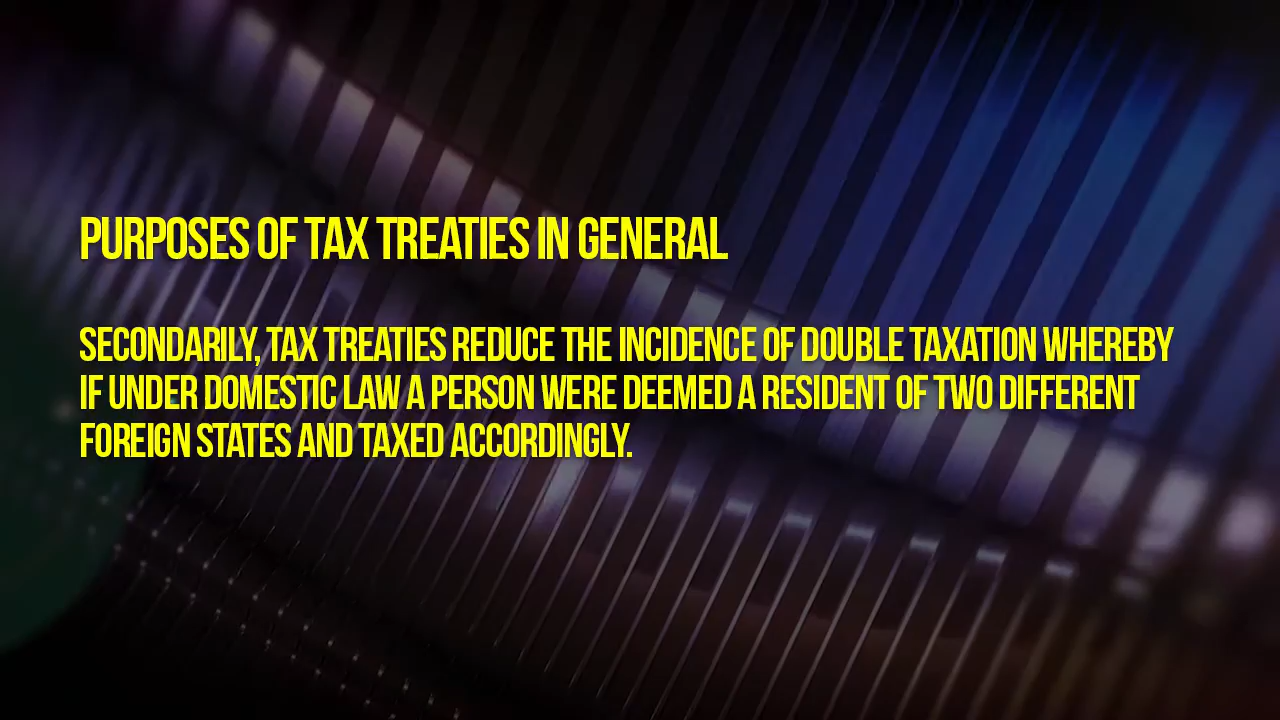 PURPOSES OF TAX TREATIES IN GENERAL
SECONDARILY, TAX TREATIES REDUCE THE INCIDENCE OF DOUBLE TAXATION WHEREBY
IF UNDER DOMESTIC LAW A PERSON WERE DEEMED A RESIDENT OF TWO DIFFERENT
FOREIGN STATES AND TAXED ACCORDINGLY.